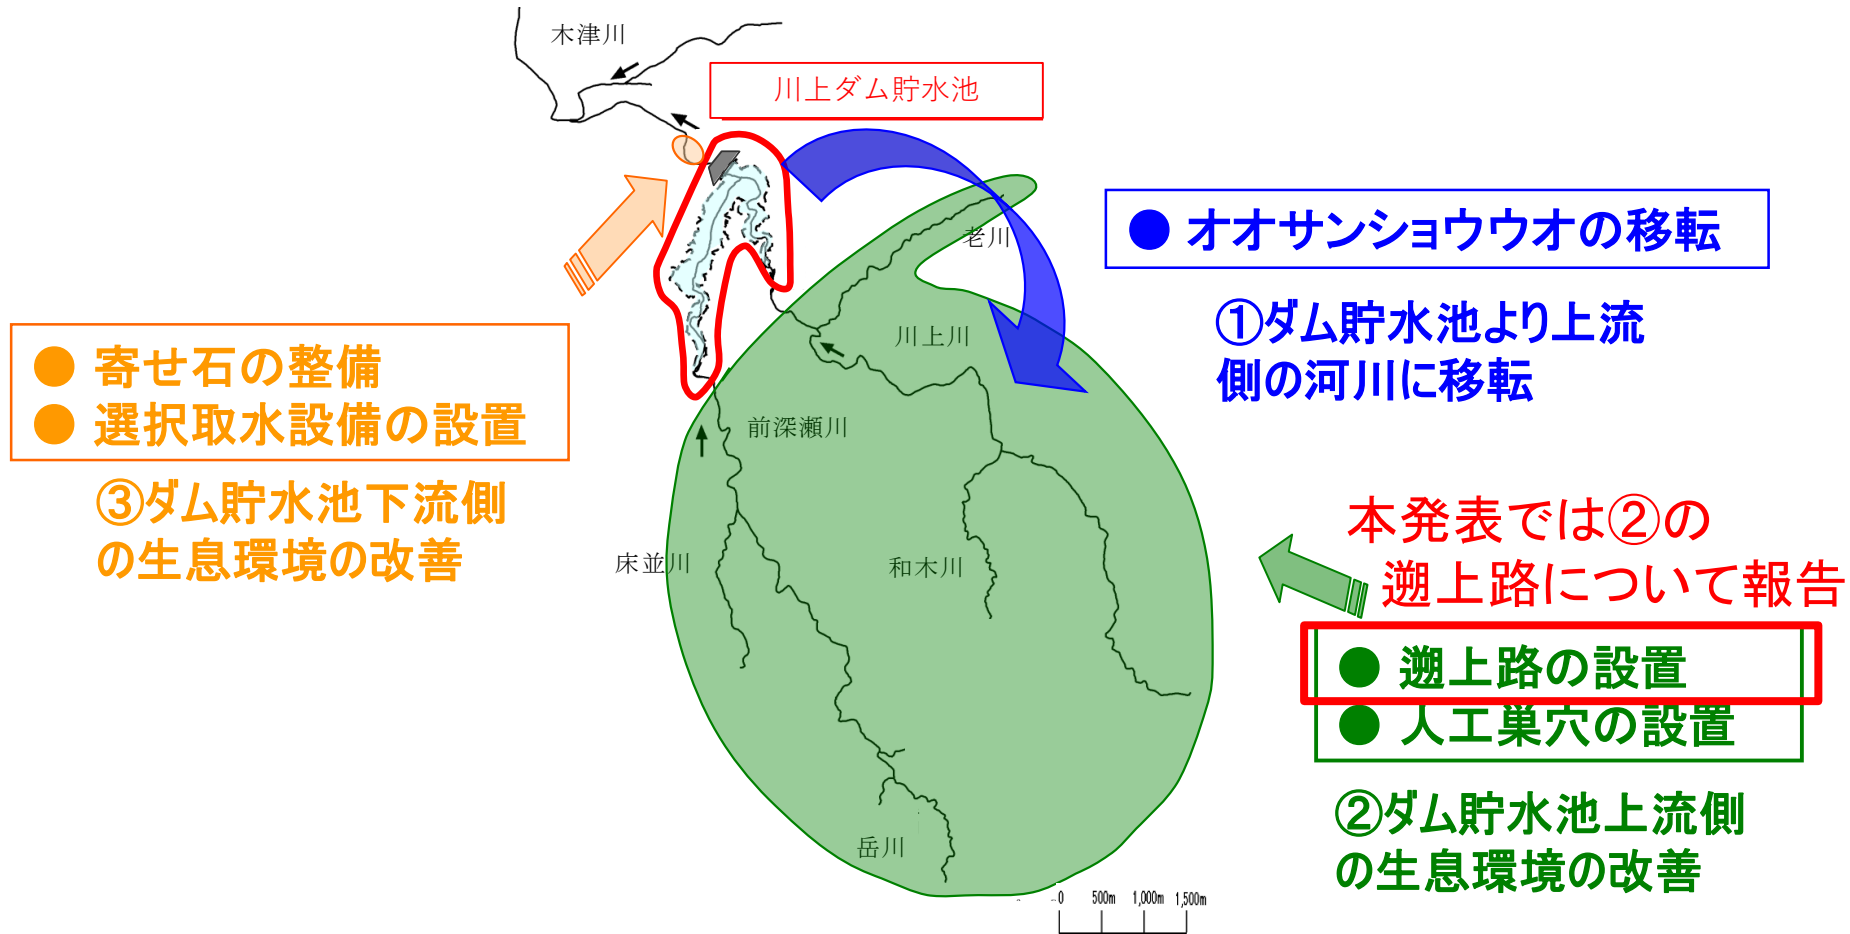 木津川
川上ダム貯水池
老川
● オオサンショウウオの移転
①ダム貯水池より上流
側の河川に移転
川上川
● 寄せ石の整備
● 選択取水設備の設置
③ダム貯水池下流側
の生息環境の改善
前深瀬川
床並川
和木川
本発表では②の
遡上路について報告
● 遡上路の設置
● 人工巣穴の設置
②ダム貯水池上流側
の生息環境の改善
岳川
0 500m 1,000m 1,500m